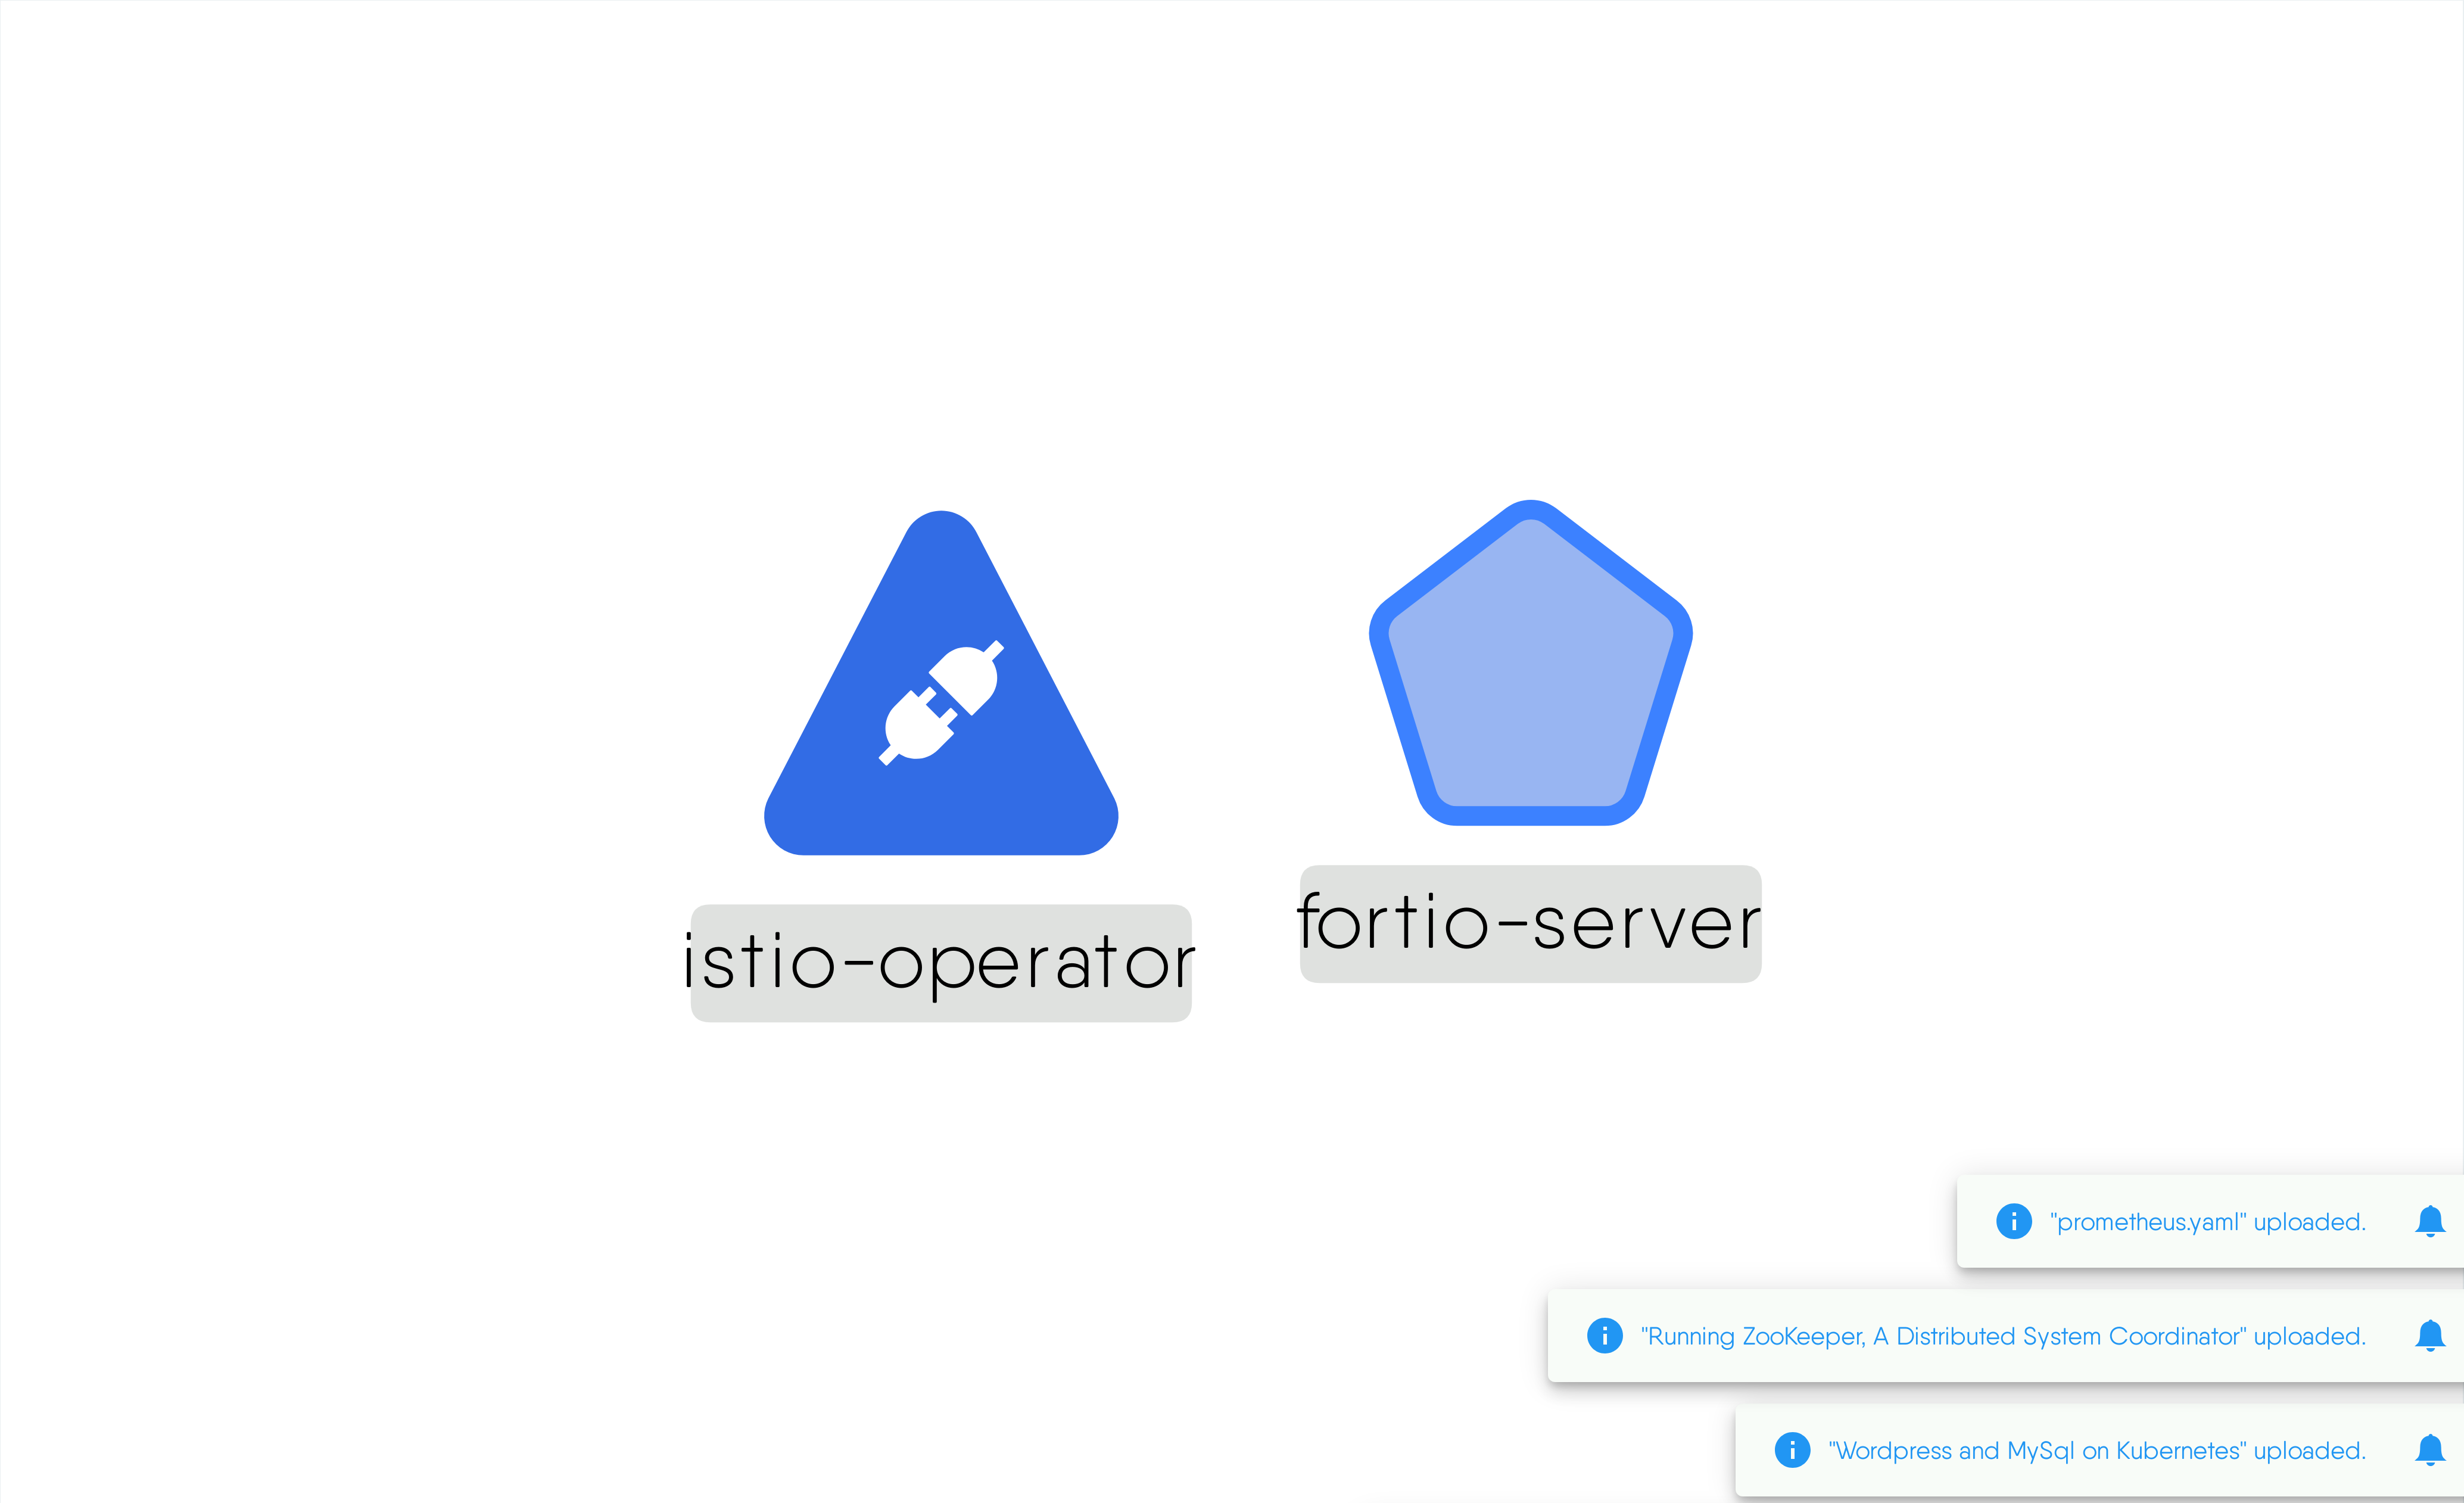 istio-operator
fortio-server
"prometheus.yaml" uploaded.
"Running ZooKeeper, A Distributed System Coordinator" uploaded.
"Wordpress and MySql on Kubernetes" uploaded.